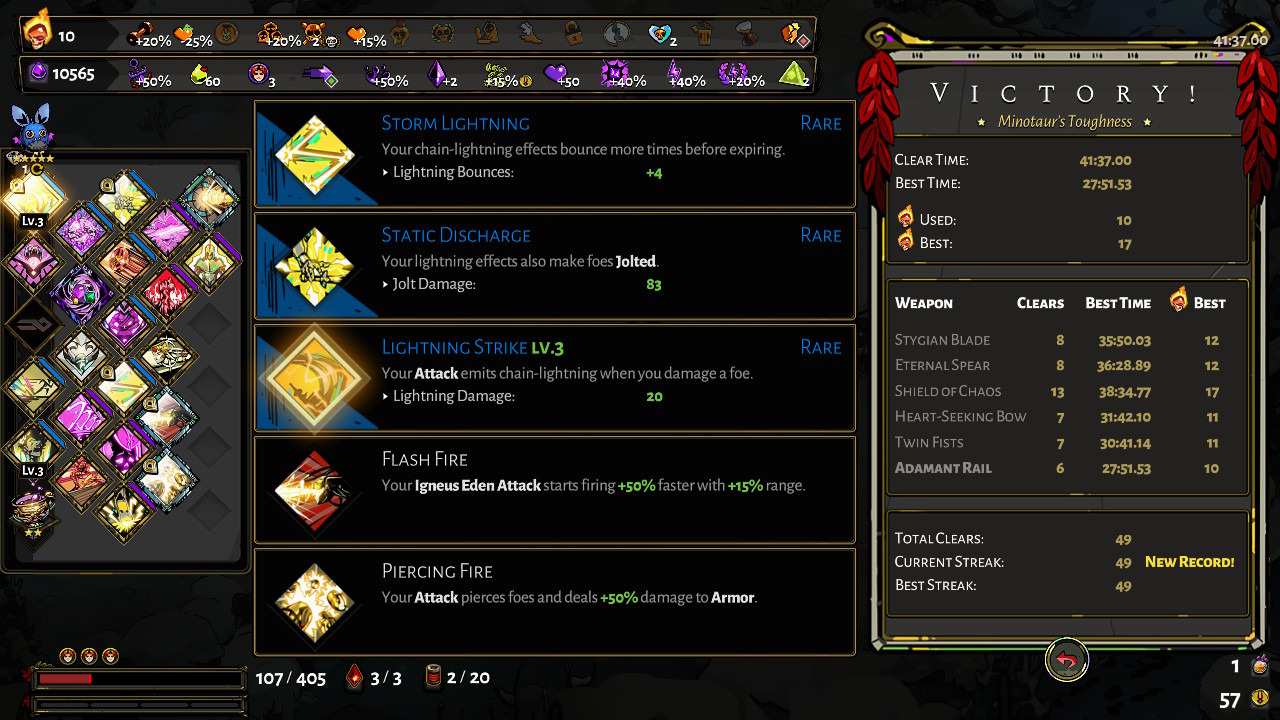 10
+20%
-25%
+20%
2
+15%
2
10565
+50%
60
3
+50%
+2
+15%
+50
+40%
+40%
+20%
2
41:37.00
Lv.3
Lv.3
STORM LIGHTNING RARE
Your chain-lightning effects bounce more times before expiring.
Lightning Bounces: +4
STATIC DISCHARGE RARE
Your lightning effects also make foes Jolted.
Jolt Damage: 83
LIGHTNING STRIKE LV.3 RARE
Your Attack emits chain-lightning when you damage a foe.
Lightning Damage: 20
FLASH FIRE
Your Igneus Eden Attack starts firing +50% faster with +15% range.
PIERCING FIRE
Your Attack pierces foes and deals +50% damage to Armor.
107 / 405
3 / 3
2 / 20
VICTORY!
Minotaur's Toughness
CLEAR TIME: 41:37.00
BEST TIME: 27:51.53
USED: 10
BEST: 17
WEAPON CLEARS BEST TIME BEST
STYGIAN BLADE 8 35:50.03 12
ETERNAL SPEAR 8 36:28.89 12
SHIELD OF CHAOS 13 38:34.77 17
HEART-SEEKING BOW 7 31:42.10 11
TWIN FISTS 7 30:41.14 11
ADAMANT RAIL 6 27:51.53 10
TOTAL CLEARS: 49
CURRENT STREAK: 49 NEW RECORD!
BEST STREAK: 49
1
57